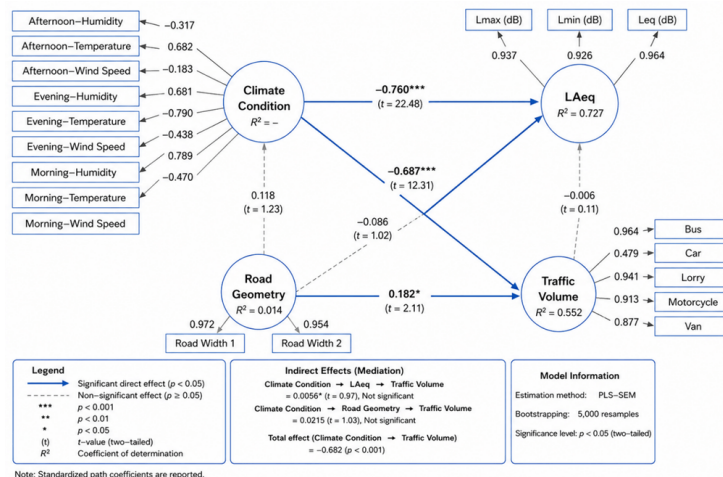 Afternoon–Humidity
Afternoon–Temperature
Afternoon–Wind Speed
Evening–Humidity
Evening–Temperature
Evening–Wind Speed
Morning–Humidity
Morning–Temperature
Morning–Wind Speed
−0.317
0.682
−0.183
0.681
−0.790
−0.438
0.789
−0.470
Climate
Condition
R² = –
Lmax (dB)
Lmin (dB)
Leq (dB)
0.937
0.926
0.964
LAeq
R² = 0.727
−0.760***
(t = 22.48)
−0.687***
(t = 12.31)
0.118
(t = 1.23)
−0.086
(t = 1.02)
−0.006
(t = 0.11)
Road
Geometry
R² = 0.014
0.182*
(t = 2.11)
Traffic
Volume
R² = 0.552
0.964
0.479
0.941
0.913
0.877
Bus
Car
Lorry
Motorcycle
Van
0.972
0.954
Road Width 1
Road Width 2
Legend
Significant direct effect (p < 0.05)
Non–significant effect (p ≥ 0.05)
*** p < 0.001
** p < 0.01
* p < 0.05
(t) t–value (two–tailed)
R² Coefficient of determination
Indirect Effects (Mediation)
Climate Condition → LAeq → Traffic Volume
= 0.0056* (t = 0.97), Not significant
Climate Condition → Road Geometry → Traffic Volume
= 0.0215 (t = 1.03), Not significant
Total effect (Climate Condition → Traffic Volume)
= −0.682 (p < 0.001)
Model Information
Estimation method: PLS–SEM
Bootstrapping: 5,000 resamples
Significance level: p < 0.05 (two–tailed)
Note: Standardized path coefficients are reported.